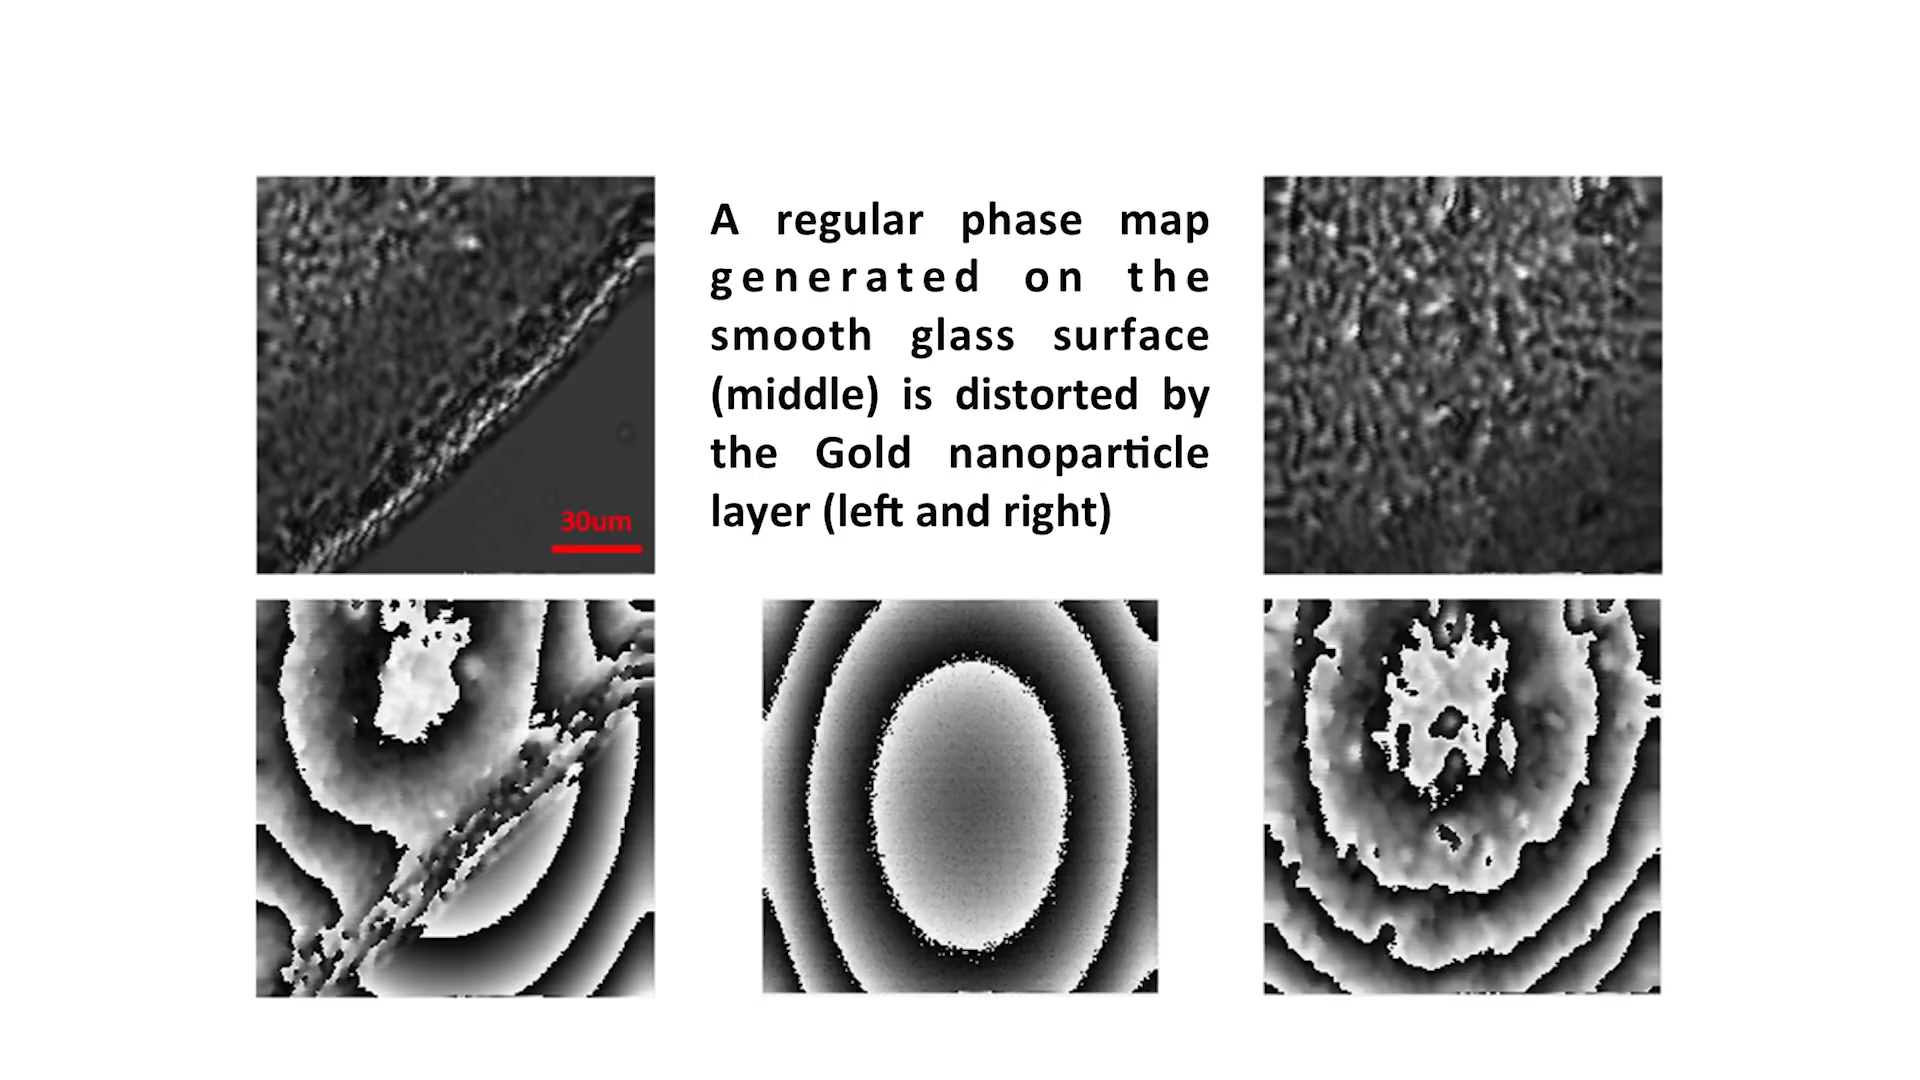 A regular phase map
generated on the
smooth glass surface
(middle) is distorted by
the Gold nanoparticle
layer (left and right)
30um